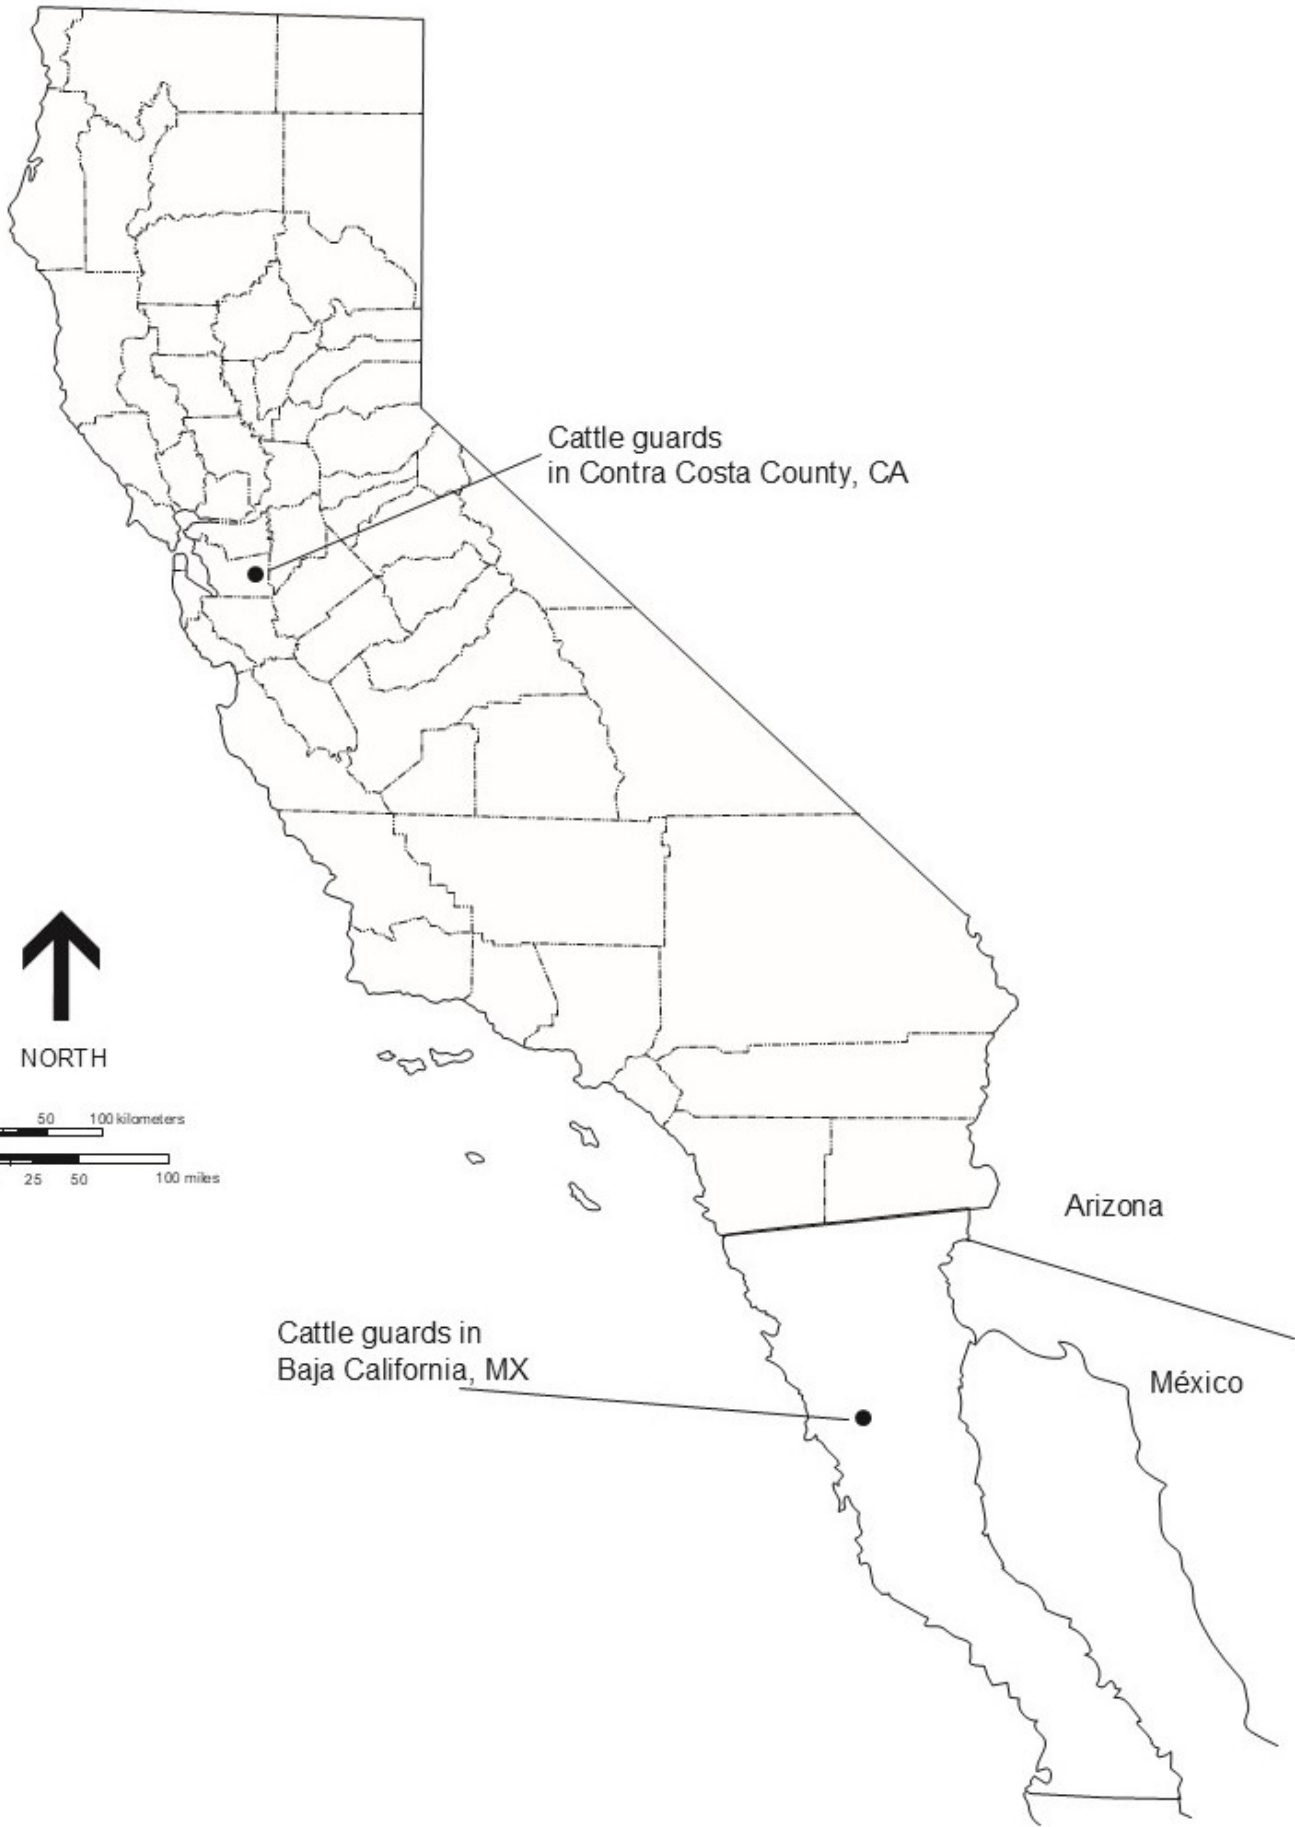 Cattle guards
in Contra Costa County, CA
NORTH
50 100 kilometers
25 50 100 miles
Arizona
Cattle guards in
Baja California, MX
México